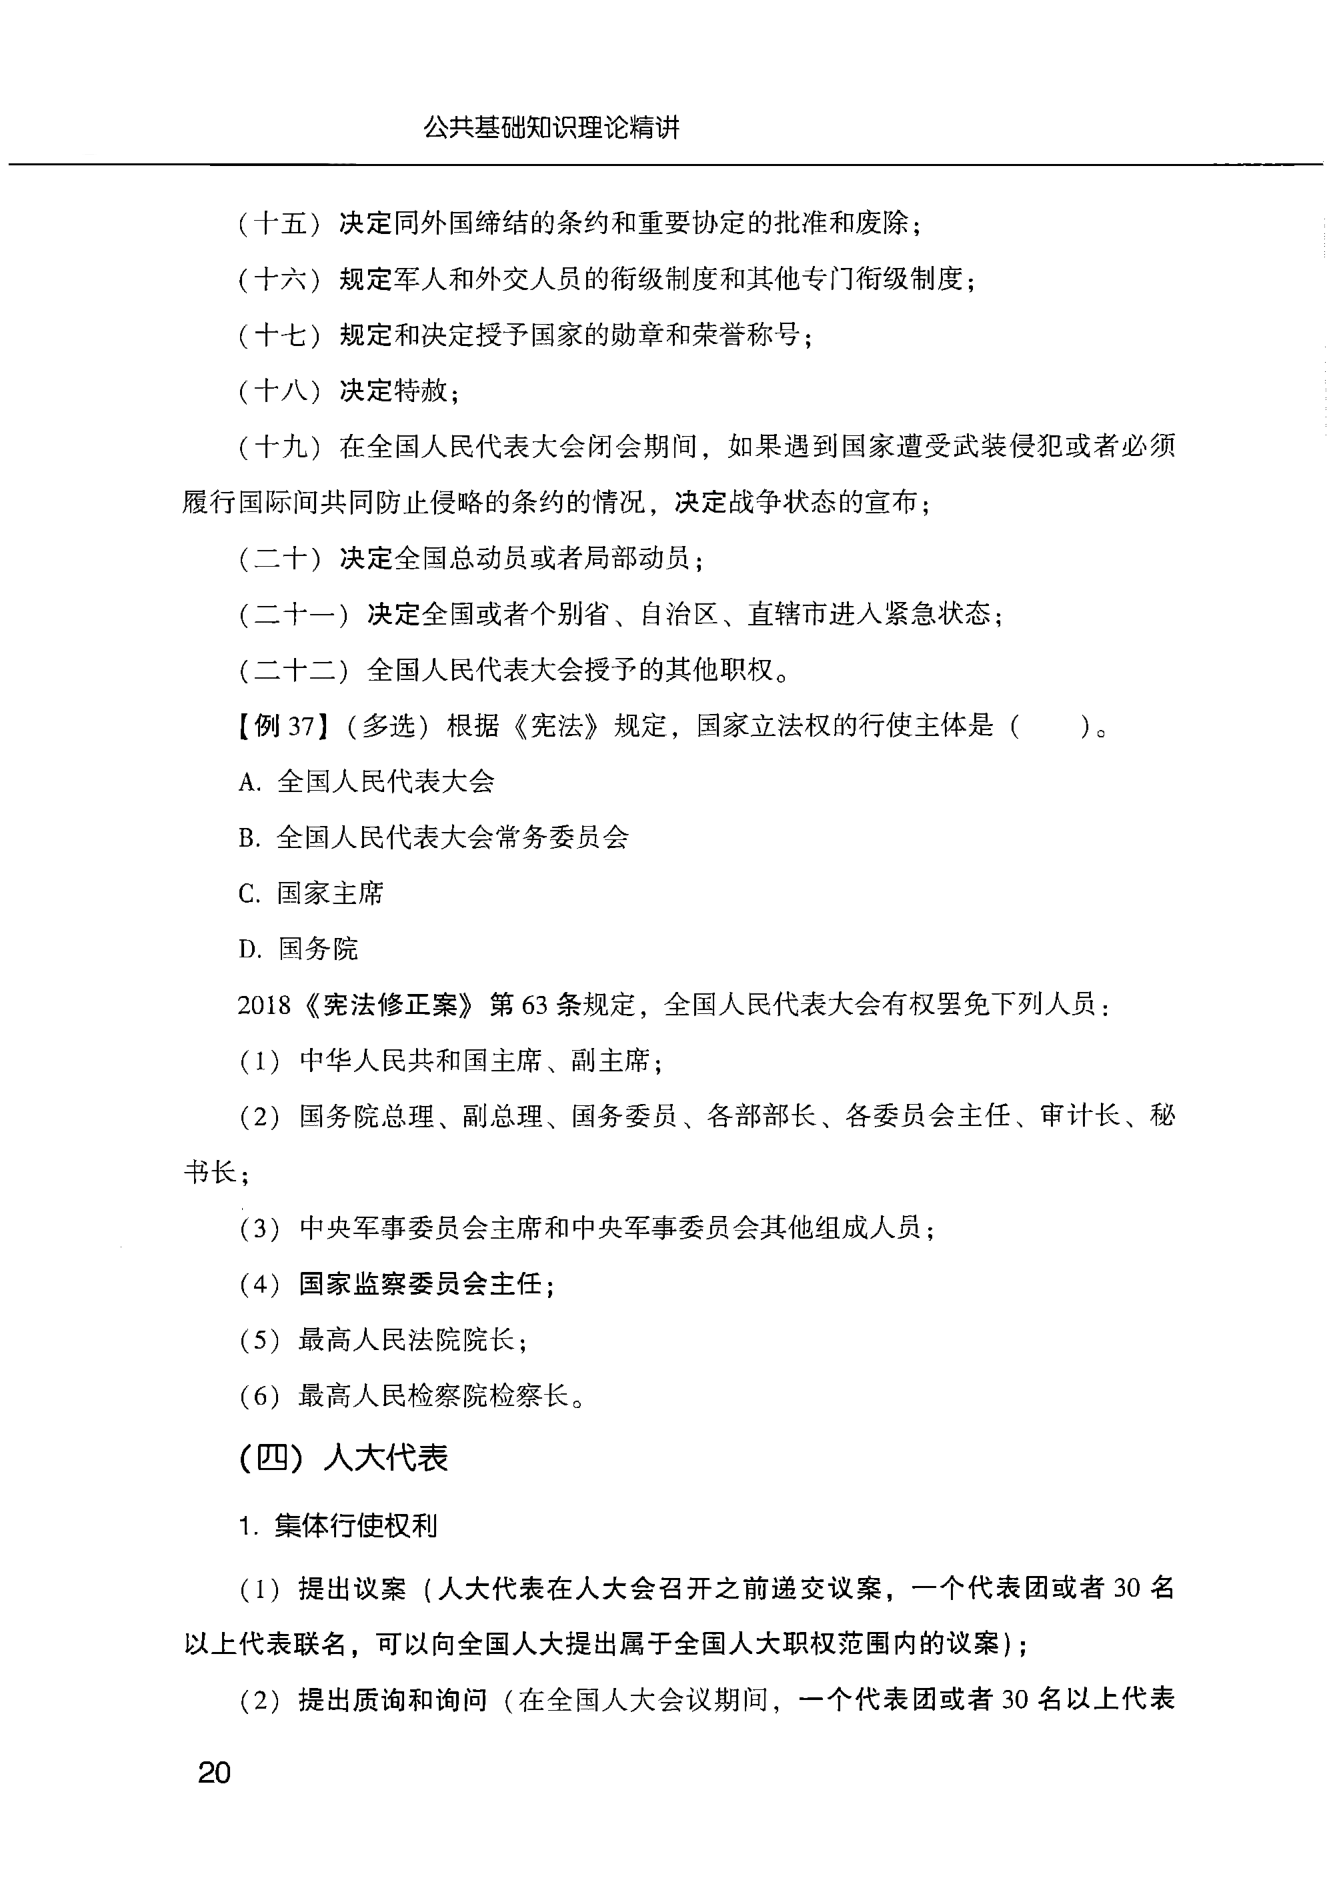 公共基础知识理论精讲
（十五）决定同外国缔结的条约和重要协定的批准和废除；
（十六）规定军人和外交人员的衔级制度和其他专门衔级制度；
（十七）规定和决定授予国家的勋章和荣誉称号；
（十八）决定特赦；
（十九）在全国人民代表大会闭会期间，如果遇到国家遭受武装侵犯或者必须
履行国际间共同防止侵略的条约的情况，决定战争状态的宣布；
（二十）决定全国总动员或者局部动员；
（二十一）决定全国或者个别省、自治区、直辖市进入紧急状态；
（二十二）全国人民代表大会授予的其他职权。
【例 37】（多选）根据《宪法》规定，国家立法权的行使主体是（　　）。
A. 全国人民代表大会
B. 全国人民代表大会常务委员会
C. 国家主席
D. 国务院
2018《宪法修正案》第 63 条规定，全国人民代表大会有权罢免下列人员：
（1）中华人民共和国主席、副主席；
（2）国务院总理、副总理、国务委员、各部部长、各委员会主任、审计长、秘
书长；
（3）中央军事委员会主席和中央军事委员会其他组成人员；
（4）国家监察委员会主任；
（5）最高人民法院院长；
（6）最高人民检察院检察长。
（四）人大代表
1. 集体行使权利
（1）提出议案（人大代表在人大会召开之前递交议案，一个代表团或者 30 名
以上代表联名，可以向全国人大提出属于全国人大职权范围内的议案）；
（2）提出质询和询问（在全国人大会议期间，一个代表团或者 30 名以上代表
20